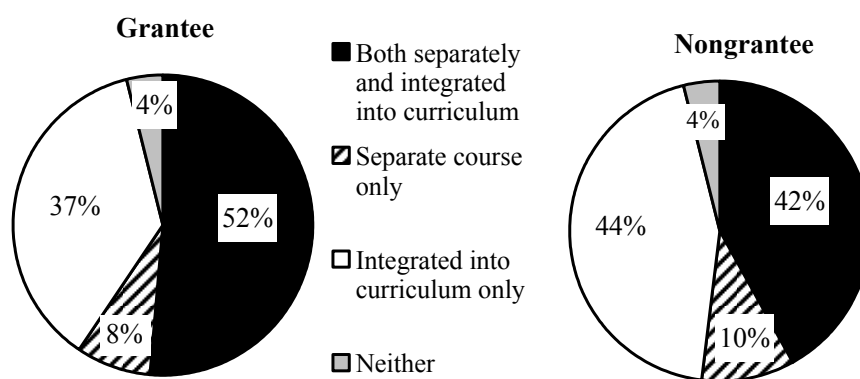 Grantee
4%
37%
52%
8%
Both separately
and integrated
into curriculum
Separate course
only
Integrated into
curriculum only
Neither
Nongrantee
4%
42%
44%
10%